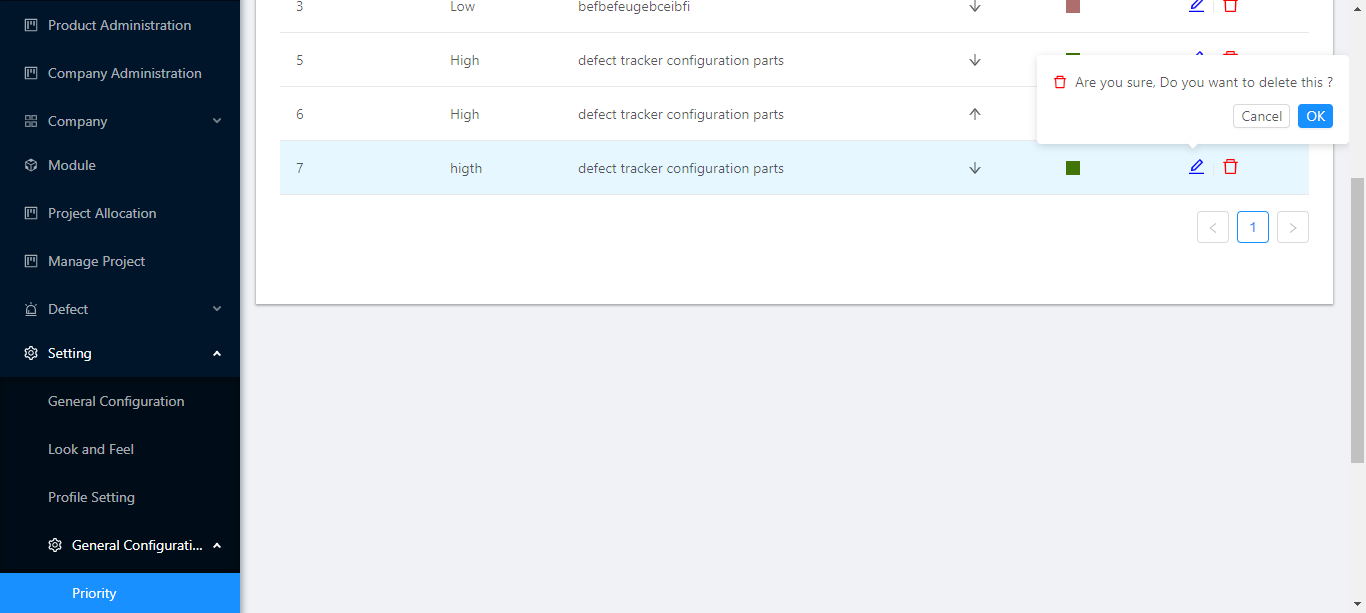 Product Administration
Company Administration
Company
Module
Project Allocation
Manage Project
Defect
Setting
General Configuration
Look and Feel
Profile Setting
General Configurati...
Priority
3 Low befbefeugebceibfi
5 High defect tracker configuration parts
6 High defect tracker configuration parts
7 higth defect tracker configuration parts
Are you sure, Do you want to delete this ?
Cancel OK
< 1 >